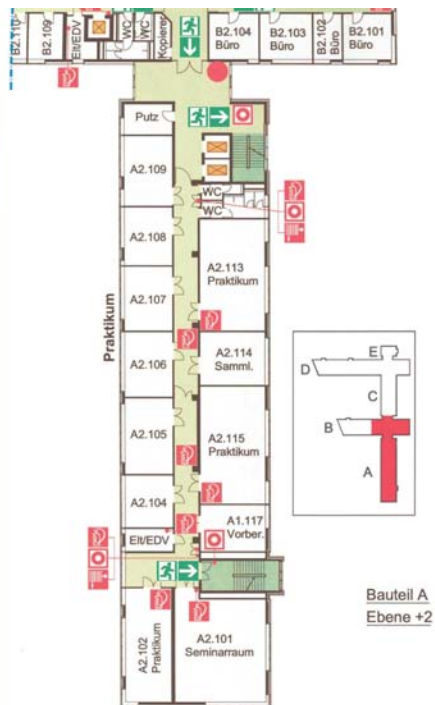 B2.110
B2.109
Elt/EDV
WC
WC
Kopierer
B2.104
Büro
B2.103
Büro
B2.102
Büro
B2.101
Büro
Putz
A2.109
WC
WC
A2.108
A2.113
Praktikum
A2.107
Praktikum
A2.106
A2.114
Samml.
A2.105
A2.115
Praktikum
A2.104
A1.117
Vorber.
Elt/EDV
A2.102
Praktikum
A2.101
Seminarraum
E
D
C
B
A
Bauteil A
Ebene +2